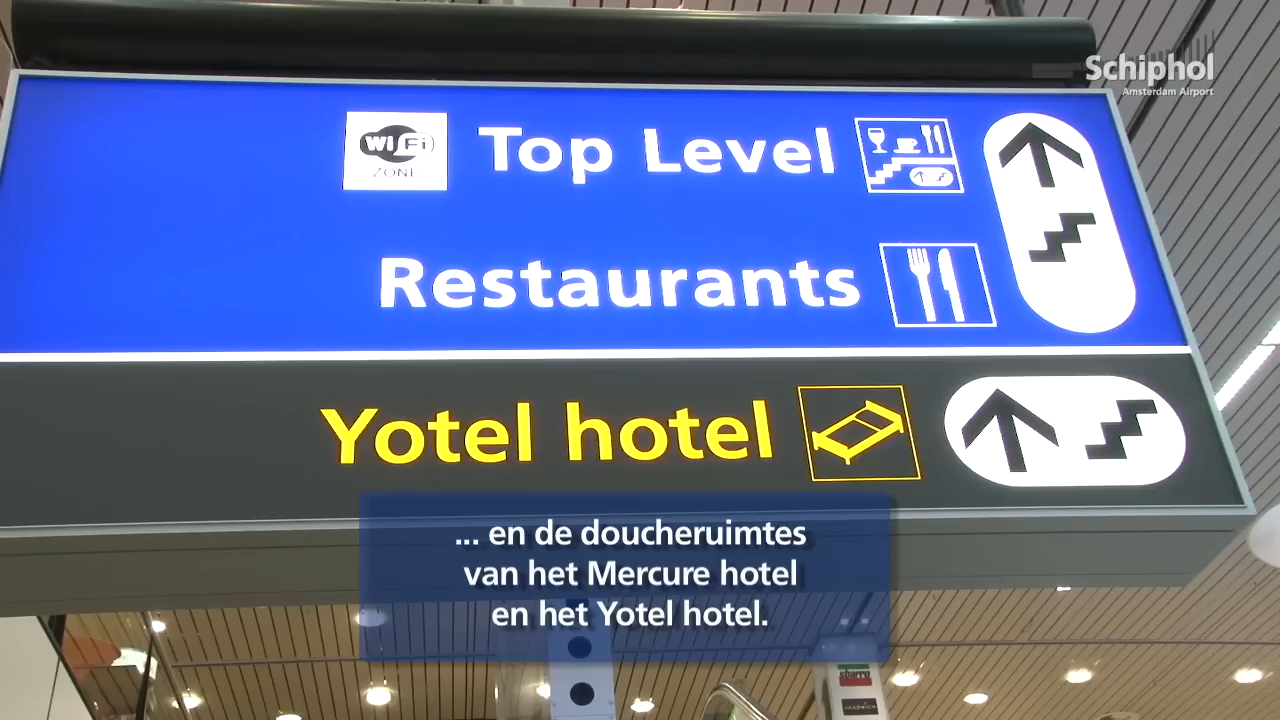 Schiphol
Amsterdam Airport
WiFi Top Level
ZONE
Restaurants
Yotel hotel
... en de doucheruimtes
van het Mercure hotel
en het Yotel hotel.
sbarro